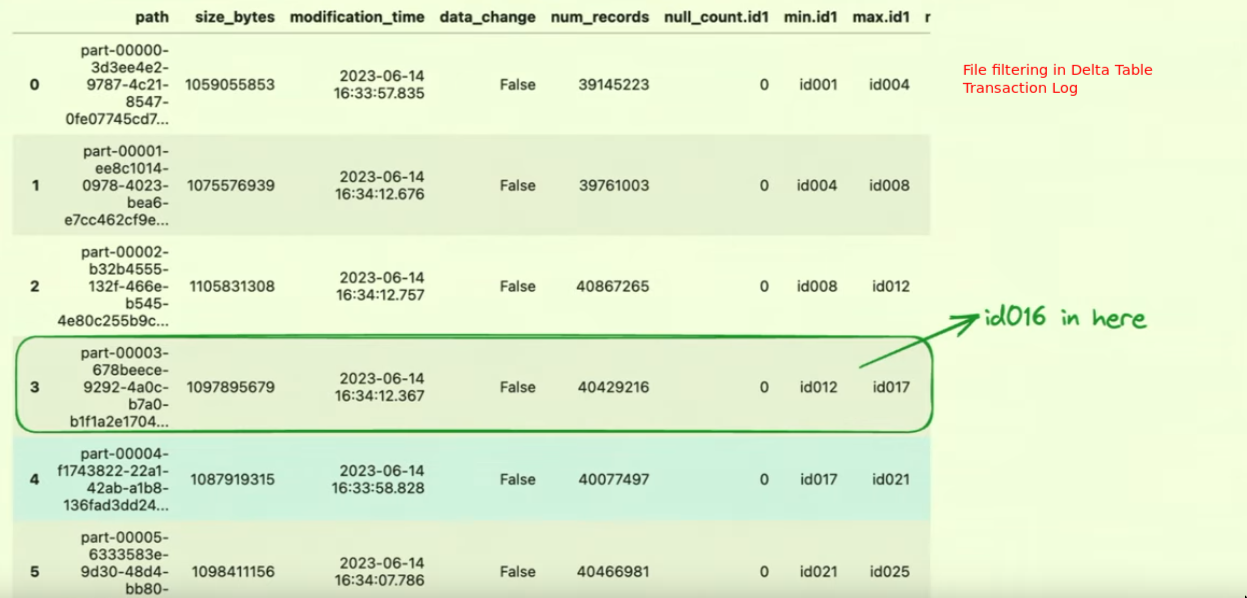 path size_bytes modification_time data_change num_records null_count.id1 min.id1 max.id1 r
part-00000-
3d3ee4e2-
0 9787-4c21- 1059055853 2023-06-14 16:33:57.835 False 39145223 0 id001 id004
8547-
0fe07745cd7...
File filtering in Delta Table
Transaction Log
part-00001-
ee8c1014-
1 0978-4023- 1075576939 2023-06-14 16:34:12.676 False 39761003 0 id004 id008
bea6-
e7cc462cf9e...
part-00002-
b32b4555-
2 132f-466e- 1105831308 2023-06-14 16:34:12.757 False 40867265 0 id008 id012
b545-
4e80c255b9c...
id016 in here
part-00003-
678beece-
3 9292-4a0c- 1097895679 2023-06-14 16:34:12.367 False 40429216 0 id012 id017
b7a0-
b1f1a2e1704...
part-00004-
f1743822-22a1-
4 42ab-a1b8- 1087919315 2023-06-14 16:33:58.828 False 40077497 0 id017 id021
136fad3dd24...
part-00005-
6333583e-
5 9d30-48d4- 1098411156 2023-06-14 16:34:07.786 False 40466981 0 id021 id025
bb80-